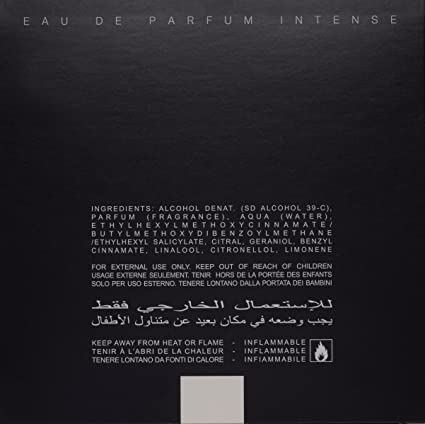 EAU DE PARFUM INTENSE
INGREDIENTS: ALCOHOL DENAT. (SD ALCOHOL 39-C),
PARFUM (FRAGRANCE), AQUA (WATER),
ETHYLHEXYLMETHOXYCINNAMATE/
BUTYLMETHOXYDIBENZOYLMETHANE
/ETHYLHEXYL SALICYLATE, CITRAL, GERANIOL, BENZYL
CINNAMATE, LINALOOL, CITRONELLOL, LIMONENE
FOR EXTERNAL USE ONLY. KEEP OUT OF REACH OF CHILDREN
USAGE EXTERNE SEULEMENT. TENIR HORS DE LA PORTÉE DES ENFANTS
SOLO PER USO ESTERNO. TENERE LONTANO DALLA PORTATA DEI BAMBINI
للإستعمال الخارجي فقط
يجب وضعه في مكان بعيد عن متناول الأطفال
KEEP AWAY FROM HEAT OR FLAME - INFLAMMABLE
TENIR À L'ABRI DE LA CHALEUR - INFLAMMABLE
TENERE LONTANO DA FONTI DI CALORE - INFIAMMABILE